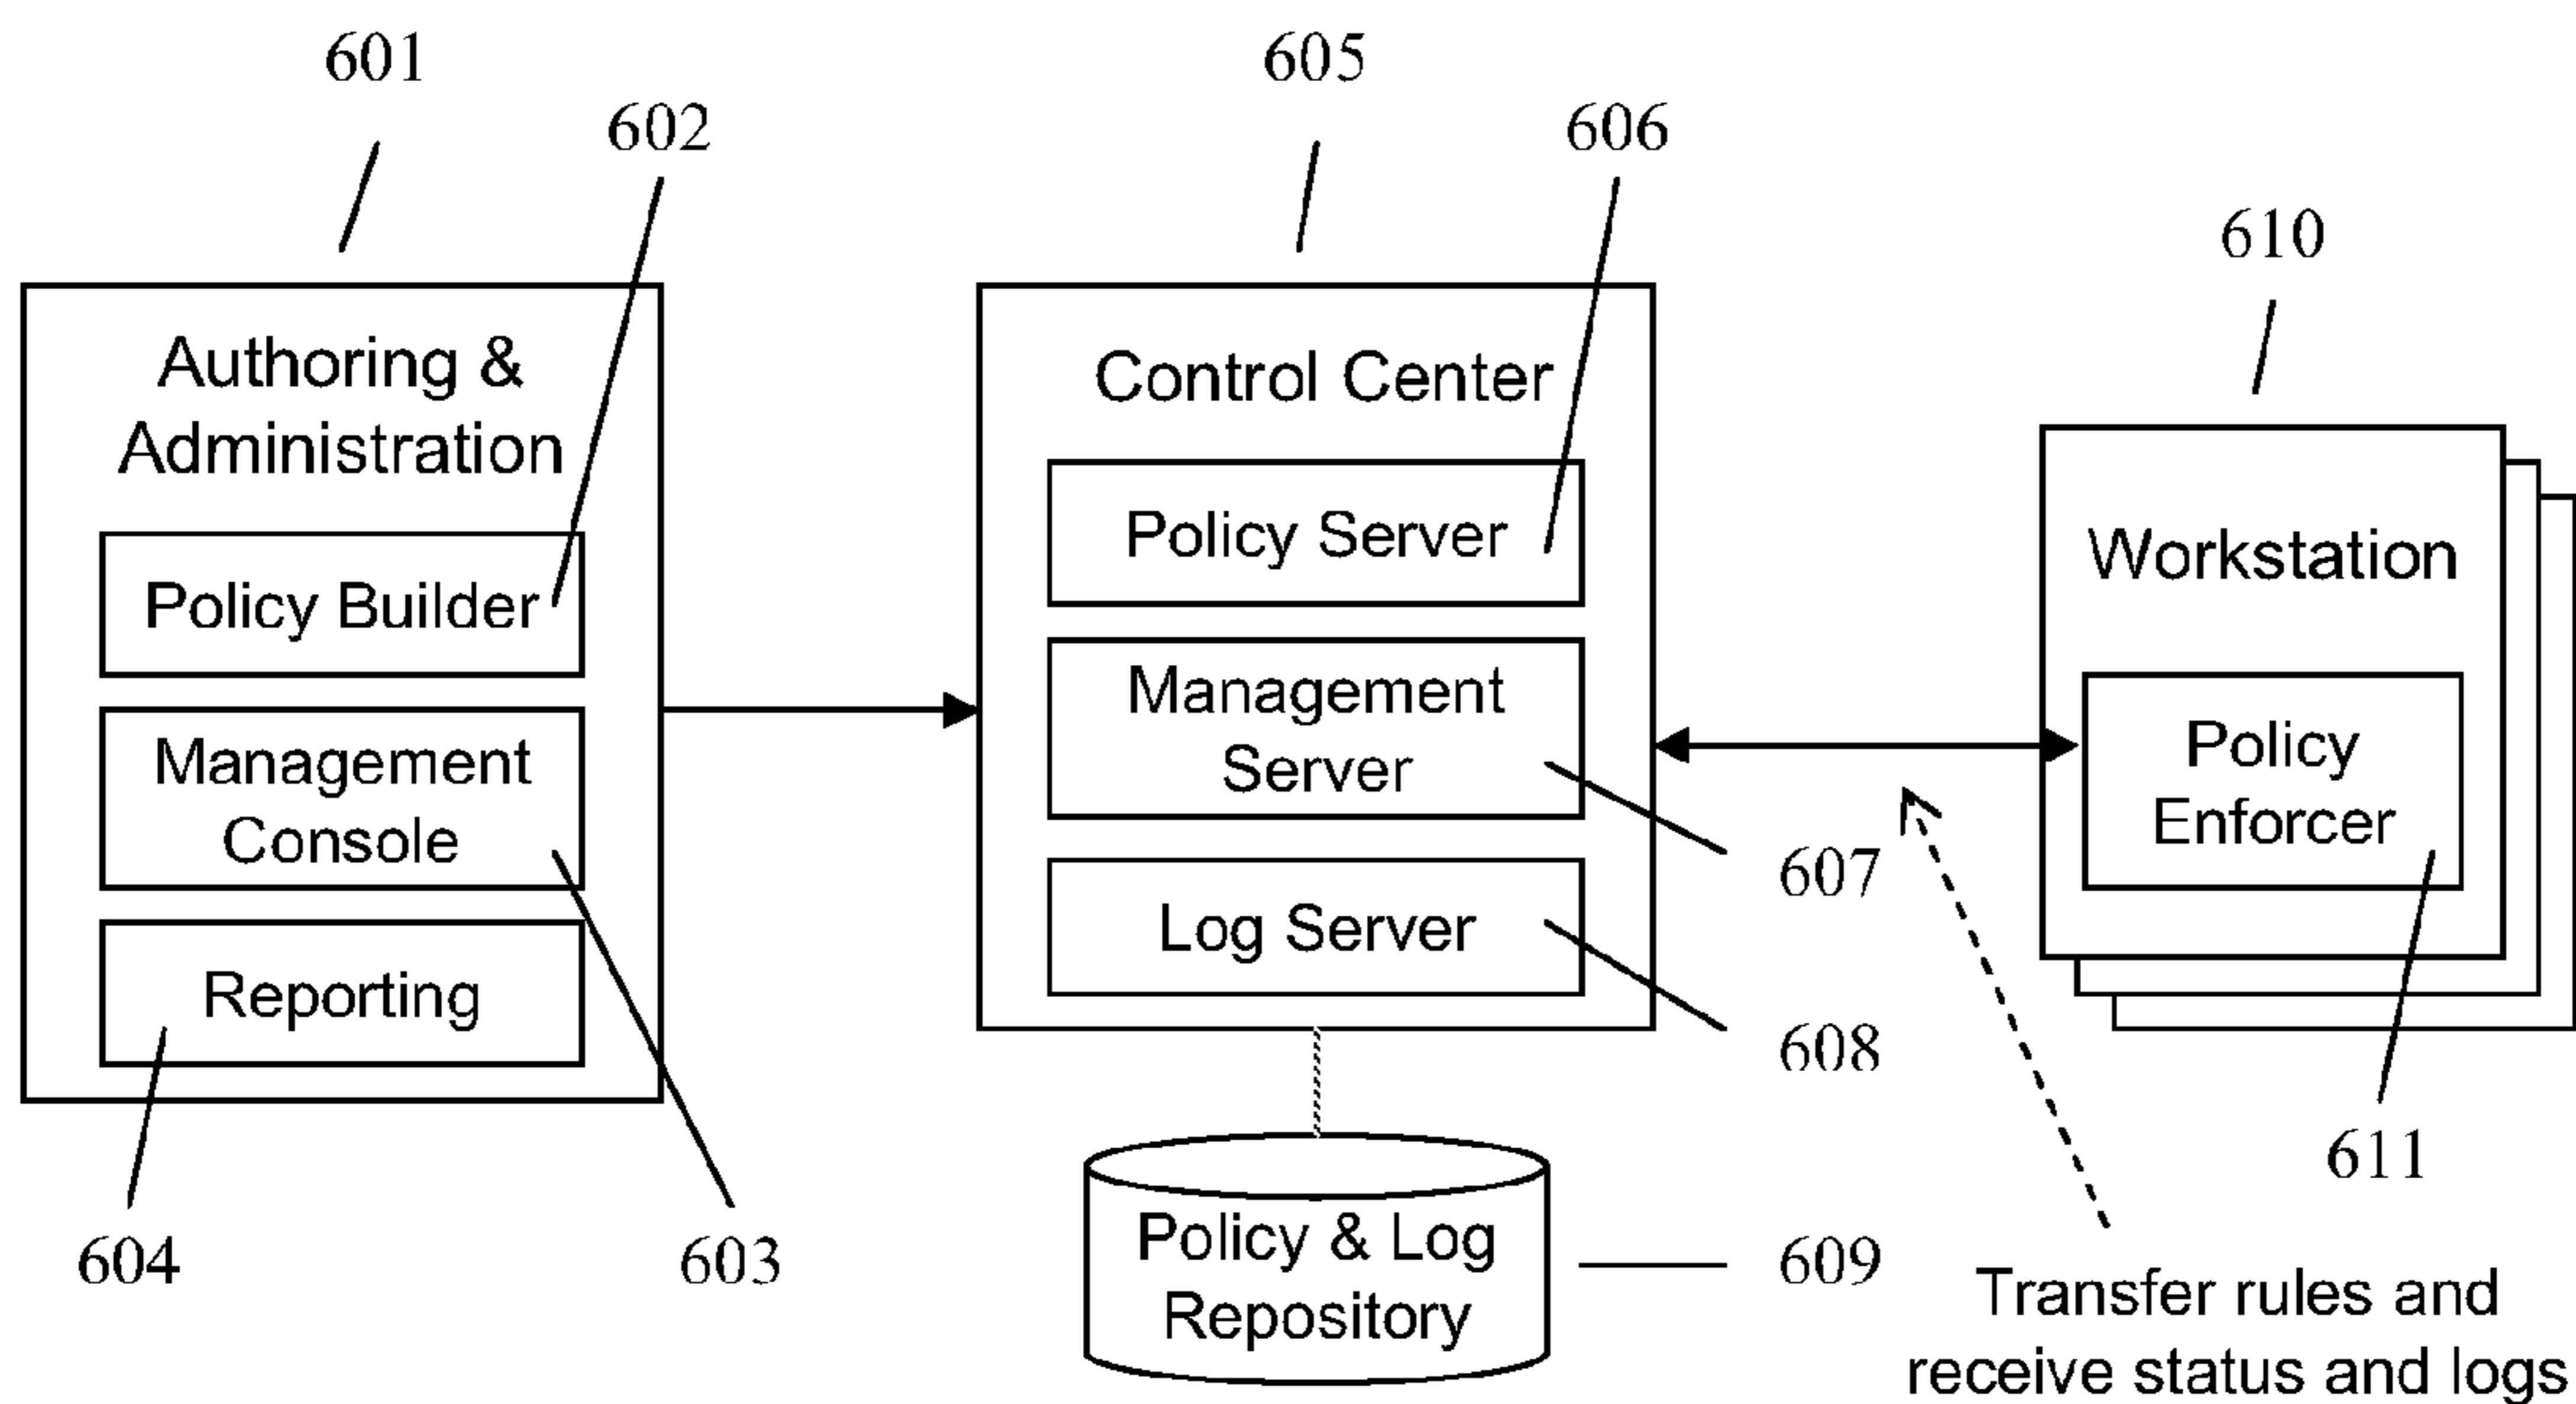 601
602
605
606
610
Authoring &
Administration
Policy Builder
Management
Console
Reporting
604
603
Control Center
Policy Server
Management
Server
Log Server
607
608
Policy & Log
Repository
609
Workstation
Policy
Enforcer
611
Transfer rules and
receive status and logs